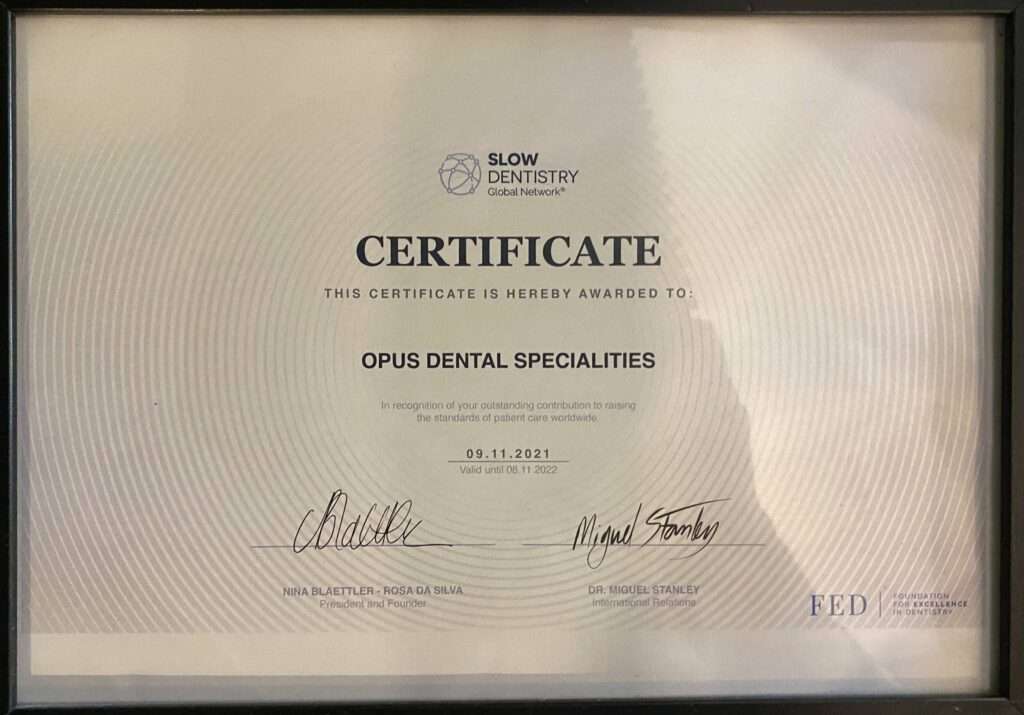 SLOW
DENTISTRY
Global Network®
CERTIFICATE
THIS CERTIFICATE IS HEREBY AWARDED TO:
OPUS DENTAL SPECIALITIES
In recognition of your outstanding contribution to raising
the standards of patient care worldwide.
09.11.2021
Valid until 08.11.2022
Blaettler
Miguel Stanley
NINA BLAETTLER - ROSA DA SILVA
President and Founder
DR. MIGUEL STANLEY
International Relations
FED
FOUNDATION
FOR EXCELLENCE
IN DENTISTRY